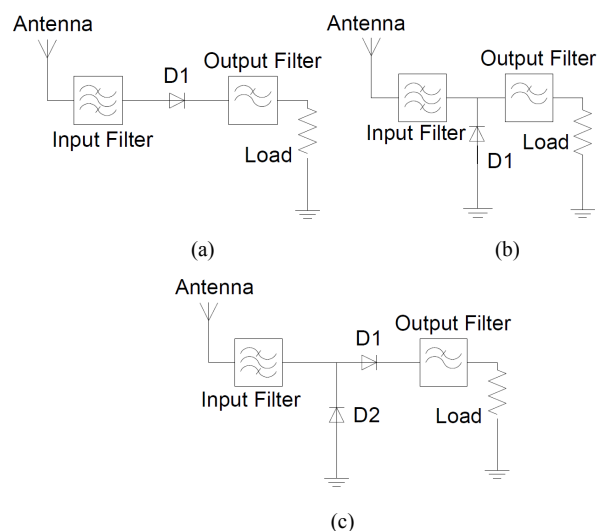 Antenna
D1
Output Filter
Input Filter
Load
(a)
Antenna
Output Filter
Input Filter
D1
Load
(b)
Antenna
D1
Output Filter
Input Filter
D2
Load
(c)